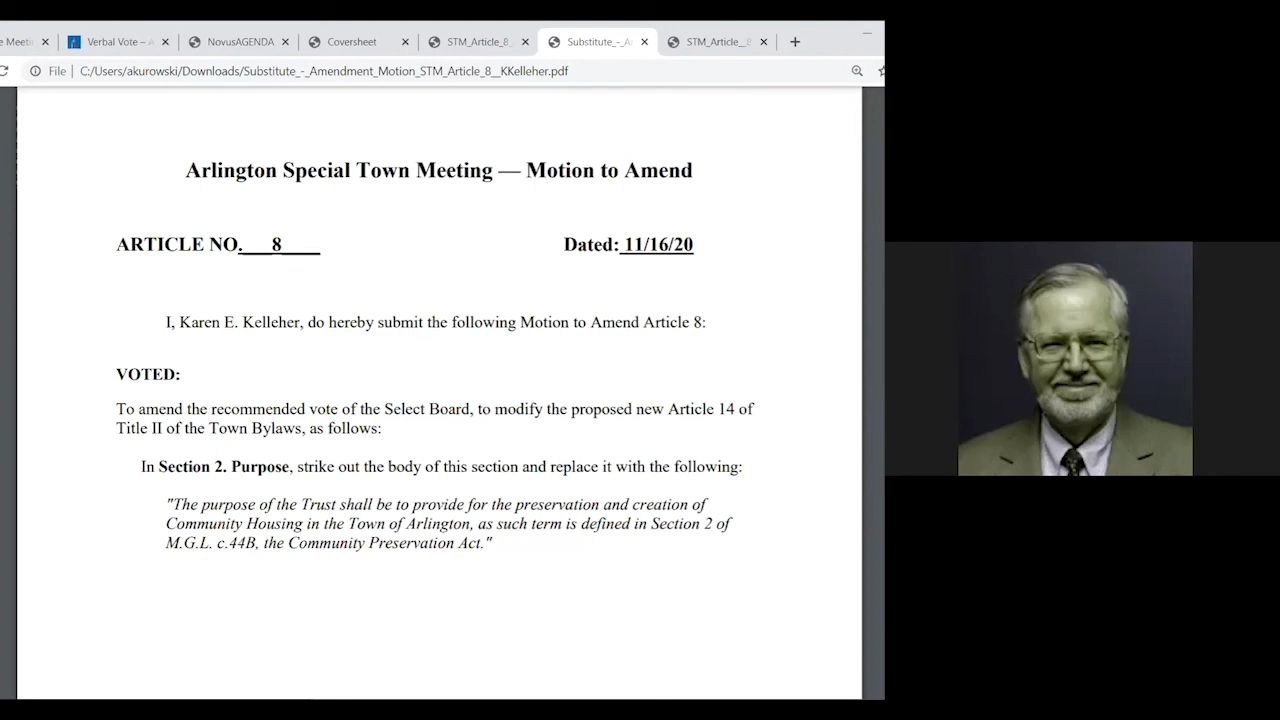 e Meeti
Verbal Vote – A
NovusAGENDA
Coversheet
STM_Article_8_
Substitute_-_A
STM_Article__8
File
C:/Users/akurowski/Downloads/Substitute_-_Amendment_Motion_STM_Article_8__KKelleher.pdf
Arlington Special Town Meeting — Motion to Amend
ARTICLE NO.___8____ Dated: 11/16/20
I, Karen E. Kelleher, do hereby submit the following Motion to Amend Article 8:
VOTED:
To amend the recommended vote of the Select Board, to modify the proposed new Article 14 of
Title II of the Town Bylaws, as follows:
In Section 2. Purpose, strike out the body of this section and replace it with the following:
"The purpose of the Trust shall be to provide for the preservation and creation of
Community Housing in the Town of Arlington, as such term is defined in Section 2 of
M.G.L. c.44B, the Community Preservation Act."